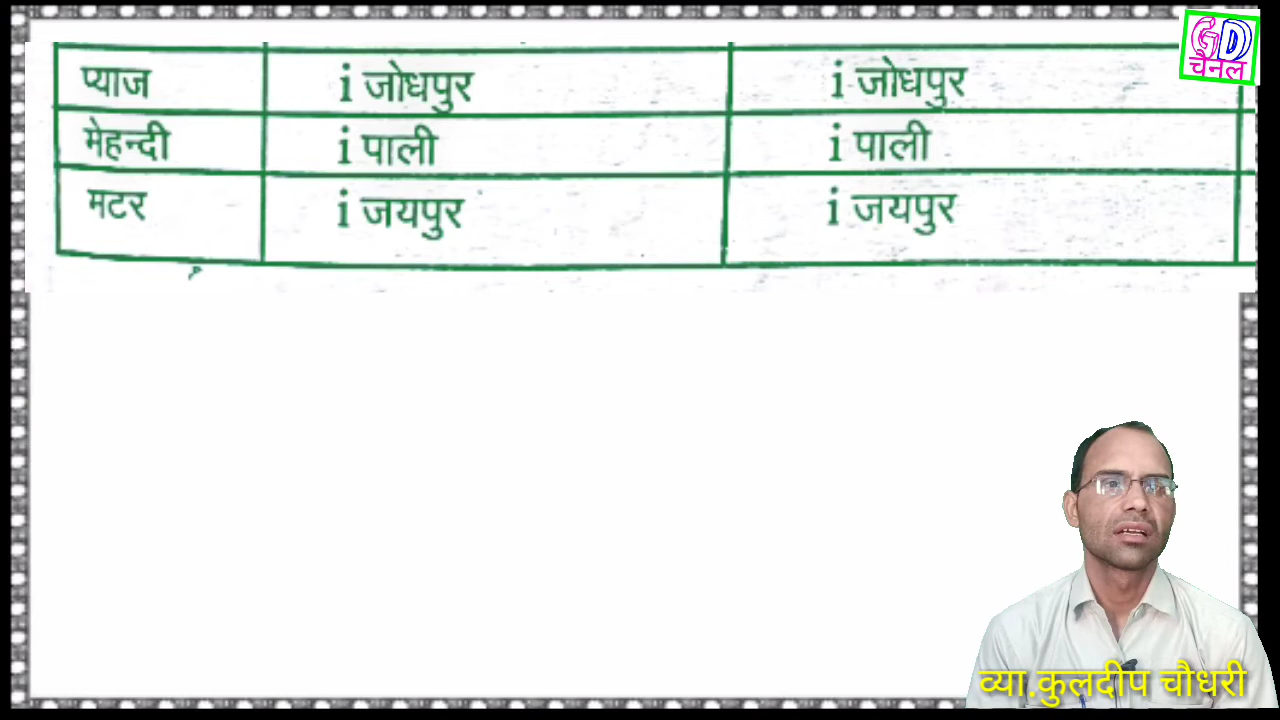 GD
चैनल
प्याज i जोधपुर i जोधपुर
मेहन्दी i पाली i पाली
मटर i जयपुर i जयपुर
व्या.कुलदीप चौधरी